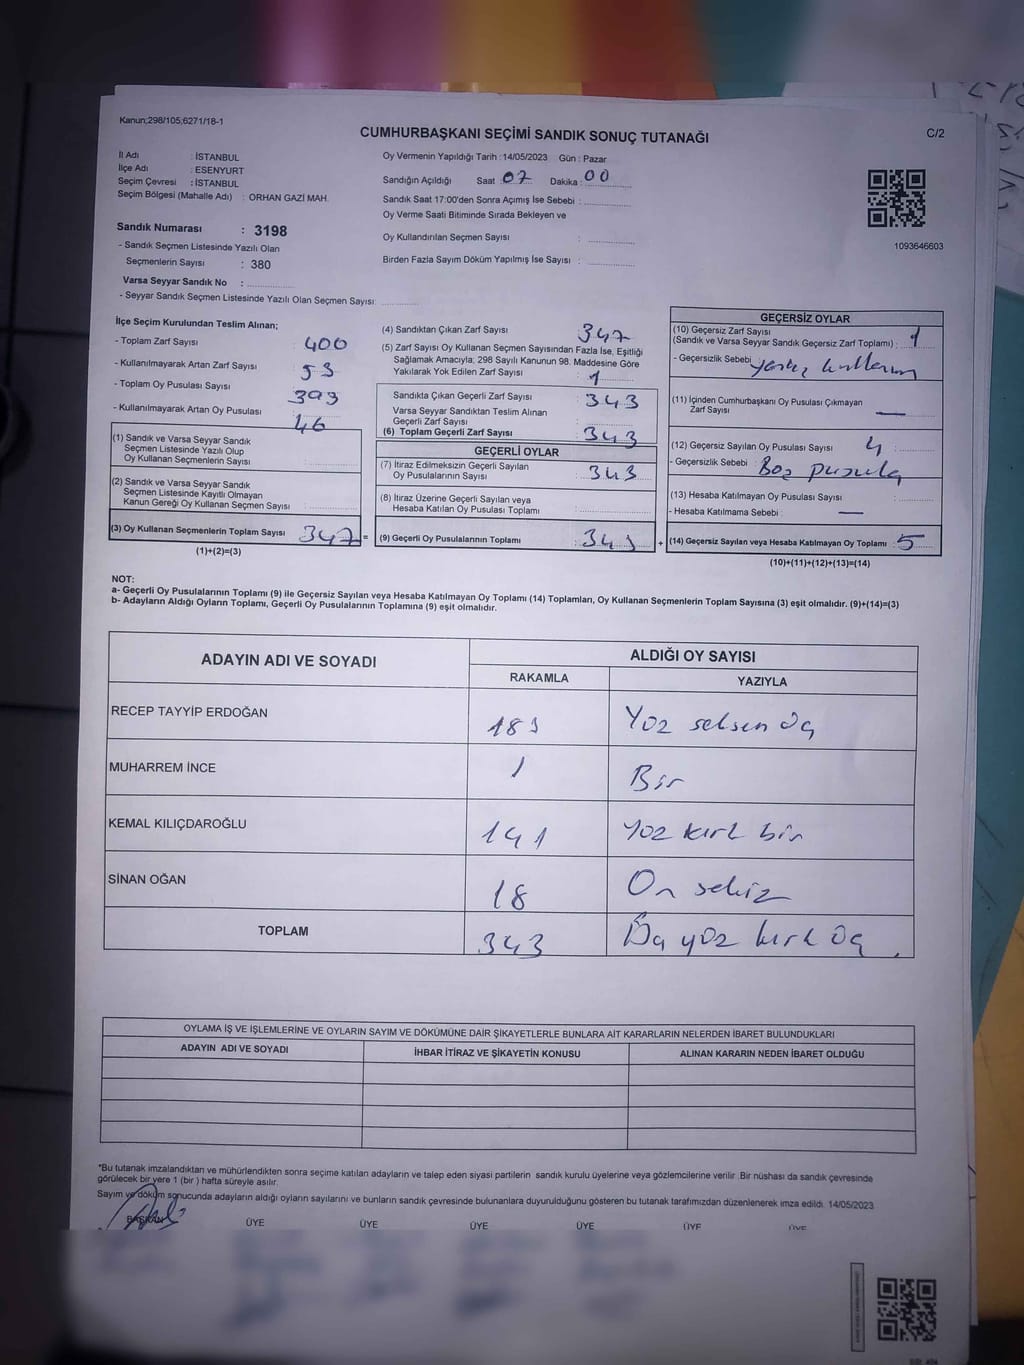 Kanun;298/105,6271/18-1
CUMHURBAŞKANI SEÇİMİ SANDIK SONUÇ TUTANAĞI
C/2
İl Adı : İSTANBUL
İlçe Adı : ESENYURT
Seçim Çevresi : İSTANBUL
Seçim Bölgesi (Mahalle Adı) : ORHAN GAZİ MAH.
Sandık Numarası : 3198
- Sandık Seçmen Listesinde Yazılı Olan
Seçmenlerin Sayısı : 380
Varsa Seyyar Sandık No :
- Seyyar Sandık Seçmen Listesinde Yazılı Olan Seçmen Sayısı:
Oy Vermenin Yapıldığı Tarih : 14/05/2023 Gün : Pazar
Sandığın Açıldığı Saat 07 Dakika : 00
Sandık Saat 17:00'den Sonra Açımış İse Sebebi :
Oy Verme Saati Bitiminde Sırada Bekleyen ve
Oy Kullandırılan Seçmen Sayısı :
Birden Fazla Sayım Döküm Yapılmış İse Sayısı :
1093646603
İlçe Seçim Kurulundan Teslim Alınan;
- Toplam Zarf Sayısı : 400
- Kullanılmayarak Artan Zarf Sayısı : 53
- Toplam Oy Pusulası Sayısı 393
- Kullanılmayarak Artan Oy Pusulası 46
(1) Sandık ve Varsa Seyyar Sandık
Seçmen Listesinde Yazılı Olup
Oy Kullanan Seçmenlerin Sayısı :
(2) Sandık ve Varsa Seyyar Sandık
Seçmen Listesinde Kayıtlı Olmayan
Kanun Gereği Oy Kullanan Seçmen Sayısı :
(3) Oy Kullanan Seçmenlerin Toplam Sayısı 347 =
(1)+(2)=(3)
(4) Sandıktan Çıkan Zarf Sayısı : 347
(5) Zarf Sayısı Oy Kullanan Seçmen Sayısından Fazla İse, Eşitliği
Sağlamak Amacıyla; 298 Sayılı Kanunun 98. Maddesine Göre
Yakılarak Yok Edilen Zarf Sayısı : 1
Sandıkta Çıkan Geçerli Zarf Sayısı : 343
Varsa Seyyar Sandıktan Teslim Alınan
Geçerli Zarf Sayısı :
(6) Toplam Geçerli Zarf Sayısı : 343
GEÇERLİ OYLAR
(7) İtiraz Edilmeksizin Geçerli Sayılan
Oy Pusulalarının Sayısı : 343
(8) İtiraz Üzerine Geçerli Sayılan veya
Hesaba Katılan Oy Pusulası Toplamı :
(9) Geçerli Oy Pusulalarının Toplamı : 343 +
GEÇERSİZ OYLAR
(10) Geçersiz Zarf Sayısı
(Sandık ve Varsa Seyyar Sandık Geçersiz Zarf Toplamı) : 1
- Geçersizlik Sebebi :
(11) İçinden Cumhurbaşkanı Oy Pusulası Çıkmayan
Zarf Sayısı : —
(12) Geçersiz Sayılan Oy Pusulası Sayısı : 4
- Geçersizlik Sebebi : Boş pusula
(13) Hesaba Katılmayan Oy Pusulası Sayısı :
- Hesaba Katılmama Sebebi : —
(14) Geçersiz Sayılan veya Hesaba Katılmayan Oy Toplamı : 5
(10)+(11)+(12)+(13)=(14)
NOT:
a- Geçerli Oy Pusulalarının Toplamı (9) ile Geçersiz Sayılan veya Hesaba Katılmayan Oy Toplamı (14) Toplamları, Oy Kullanan Seçmenlerin Toplam Sayısına (3) eşit olmalıdır. (9)+(14)=(3)
b- Adayların Aldığı Oyların Toplamı, Geçerli Oy Pusulalarının Toplamına (9) eşit olmalıdır.
ADAYIN ADI VE SOYADI
ALDIĞI OY SAYISI
RAKAMLA YAZIYLA
RECEP TAYYİP ERDOĞAN 183 Yüz seksen üç
MUHARREM İNCE 1 Bir
KEMAL KILIÇDAROĞLU 141 Yüz kırk bir
SİNAN OĞAN 18 On sekiz
TOPLAM 343 Üç yüz kırk üç
OYLAMA İŞ VE İŞLEMLERİNE VE OYLARIN SAYIM VE DÖKÜMÜNE DAİR ŞİKAYETLERLE BUNLARA AİT KARARLARIN NELERDEN İBARET BULUNDUKLARI
ADAYIN ADI VE SOYADI İHBAR İTİRAZ VE ŞİKAYETİN KONUSU ALINAN KARARIN NEDEN İBARET OLDUĞU
*Bu tutanak imzalandıktan ve mühürlendikten sonra seçime katılan adayların ve talep eden siyasi partilerin sandık kurulu üyelerine veya gözlemcilerine verilir. Bir nüshası da sandık çevresinde
görülecek bir yere 1 (bir ) hafta süreyle asılır.
Sayım ve döküm sonucunda adayların aldığı oyların sayılarını ve bunların sandık çevresinde bulunanlara duyurulduğunu gösteren bu tutanak tarafımızdan düzenlenerek imza edildi. 14/05/2023
BAŞKAN ÜYE ÜYE ÜYE ÜYE ÜYE ÜYE